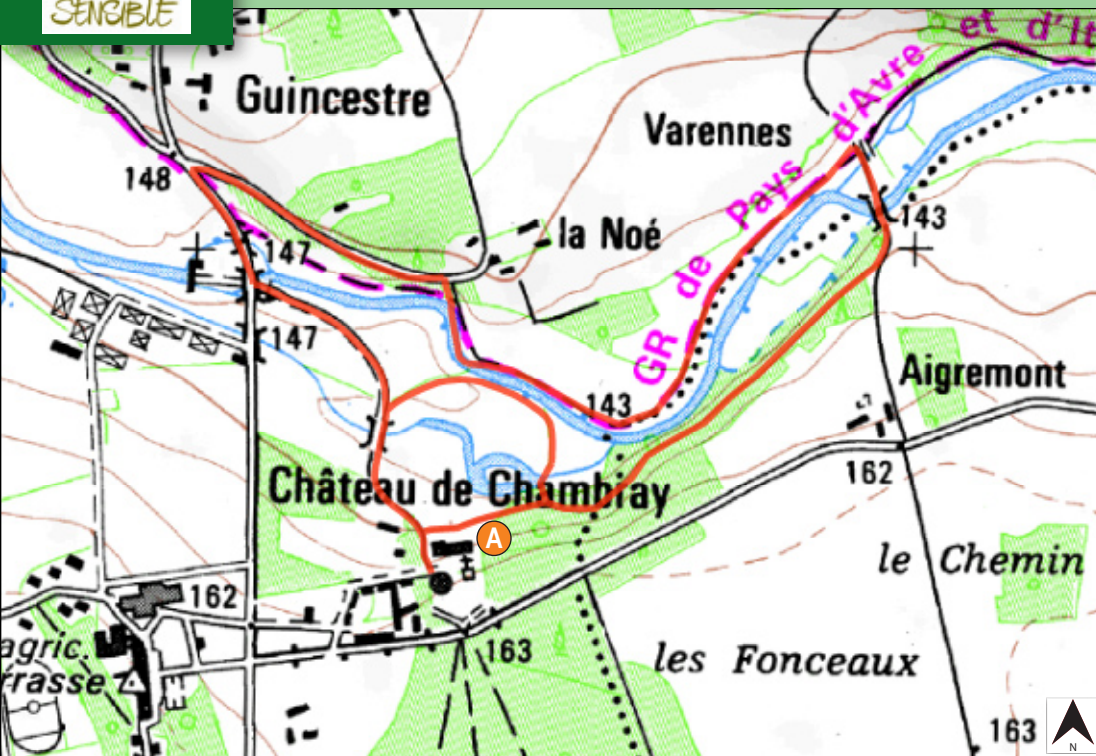 SENSIBLE
GR de Pays d'Avre et d'It
Guincestre
Varennes
148
la Noé
143
147
147
143
Aigremont
162
Château de Chambray
A
le Chemin
162
163
les Fonceaux
agric.
rrasse
163
N